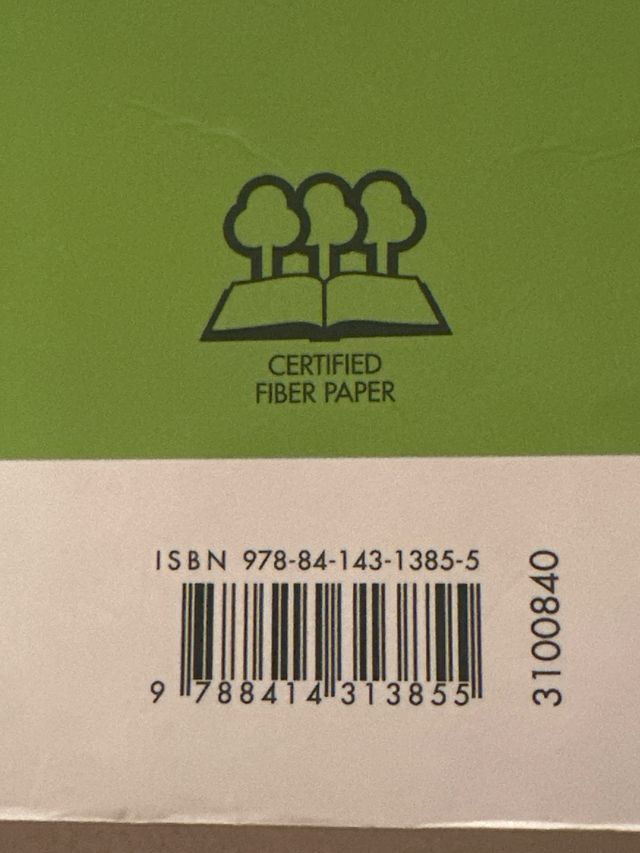 CERTIFIED
FIBER PAPER
ISBN 978-84-143-1385-5
9 788414 313855
3100840